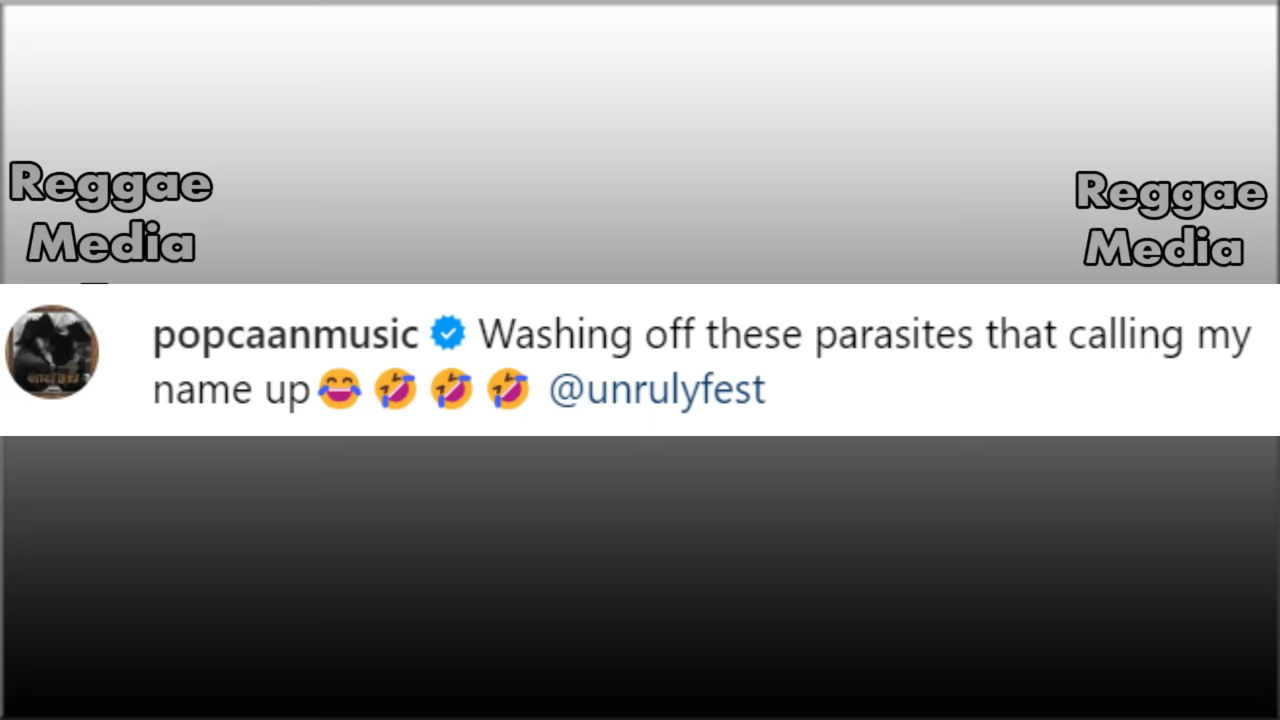 Reggae
Media
Reggae
Media
popcaanmusic Washing off these parasites that calling my
name up😂🤣🤣🤣 @unrulyfest